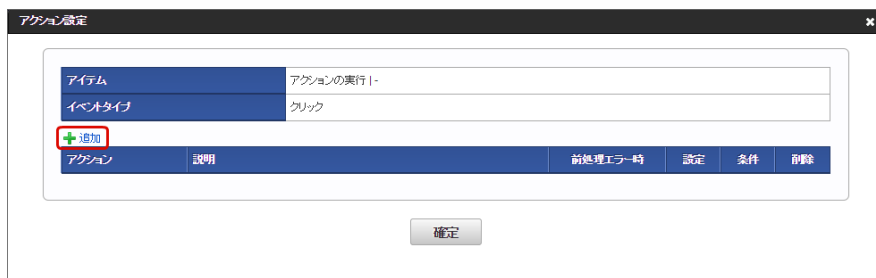 アクション設定
アイテム アクションの実行 | -
イベントタイプ クリック
追加
アクション 説明 前処理エラー時 設定 条件 削除
確定